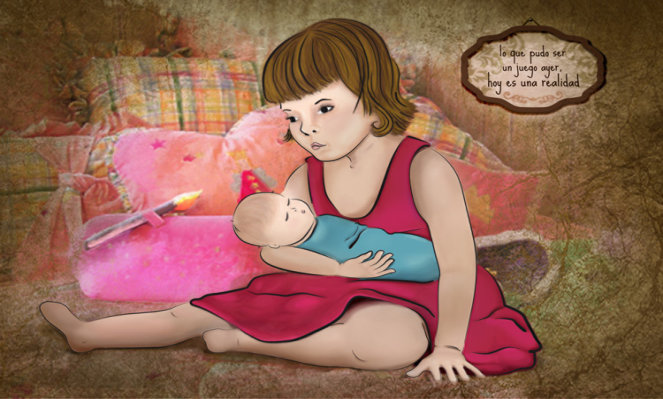 lo que pudo ser
un juego ayer,
hoy es una realidad